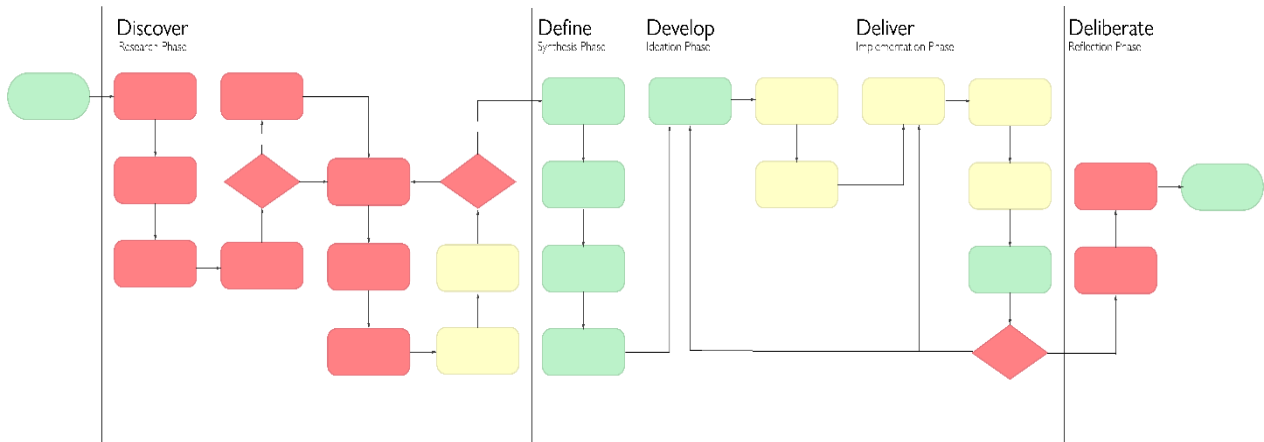 Discover
Research Phase
Define
Synthesis Phase
Develop
Ideation Phase
Deliver
Implementation Phase
Deliberate
Reflection Phase